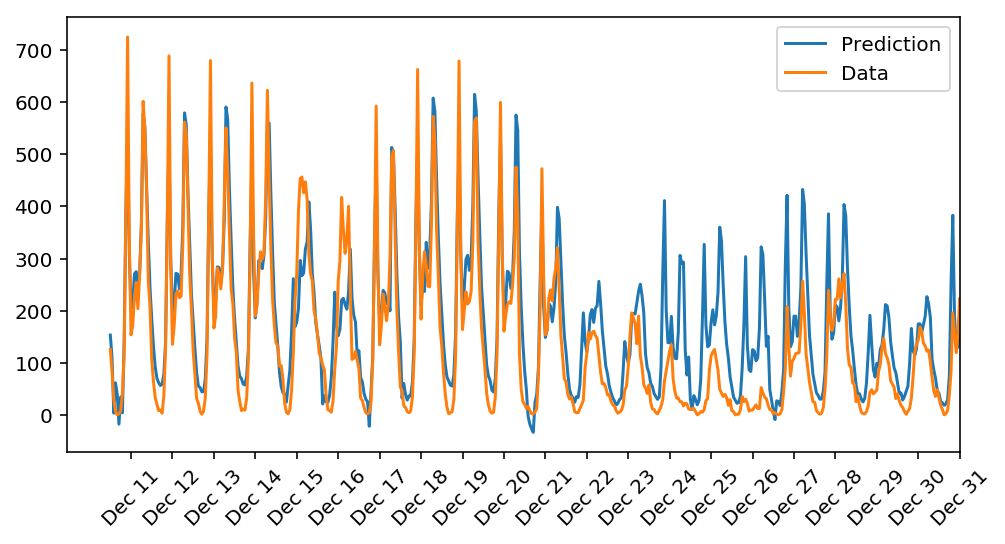 Prediction
Data
700
600
500
400
300
200
100
0
Dec 11
Dec 12
Dec 13
Dec 14
Dec 15
Dec 16
Dec 17
Dec 18
Dec 19
Dec 20
Dec 21
Dec 22
Dec 23
Dec 24
Dec 25
Dec 26
Dec 27
Dec 28
Dec 29
Dec 30
Dec 31